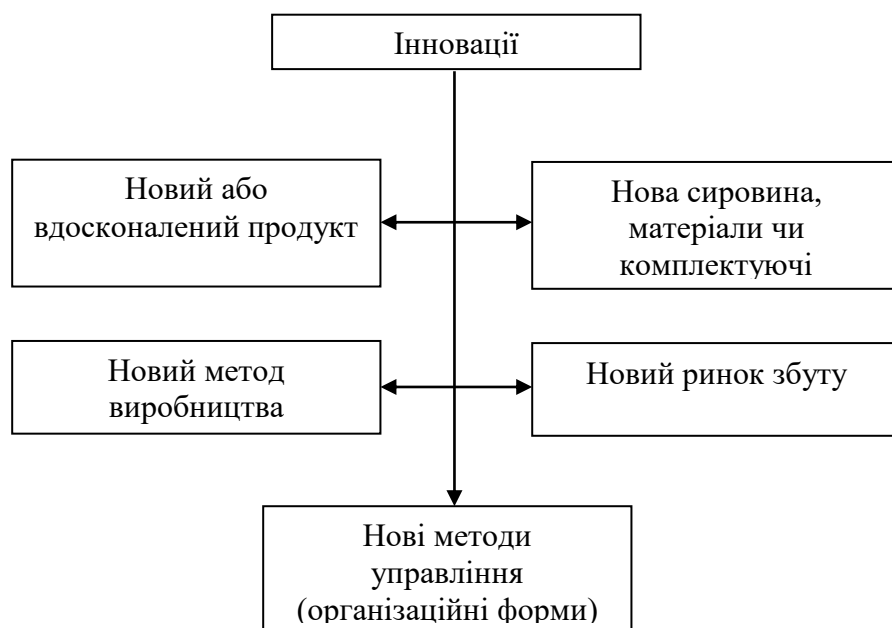 Інновації
Новий або
вдосконалений продукт
Нова сировина,
матеріали чи
комплектуючі
Новий метод
виробництва
Новий ринок збуту
Нові методи
управління
(організаційні форми)